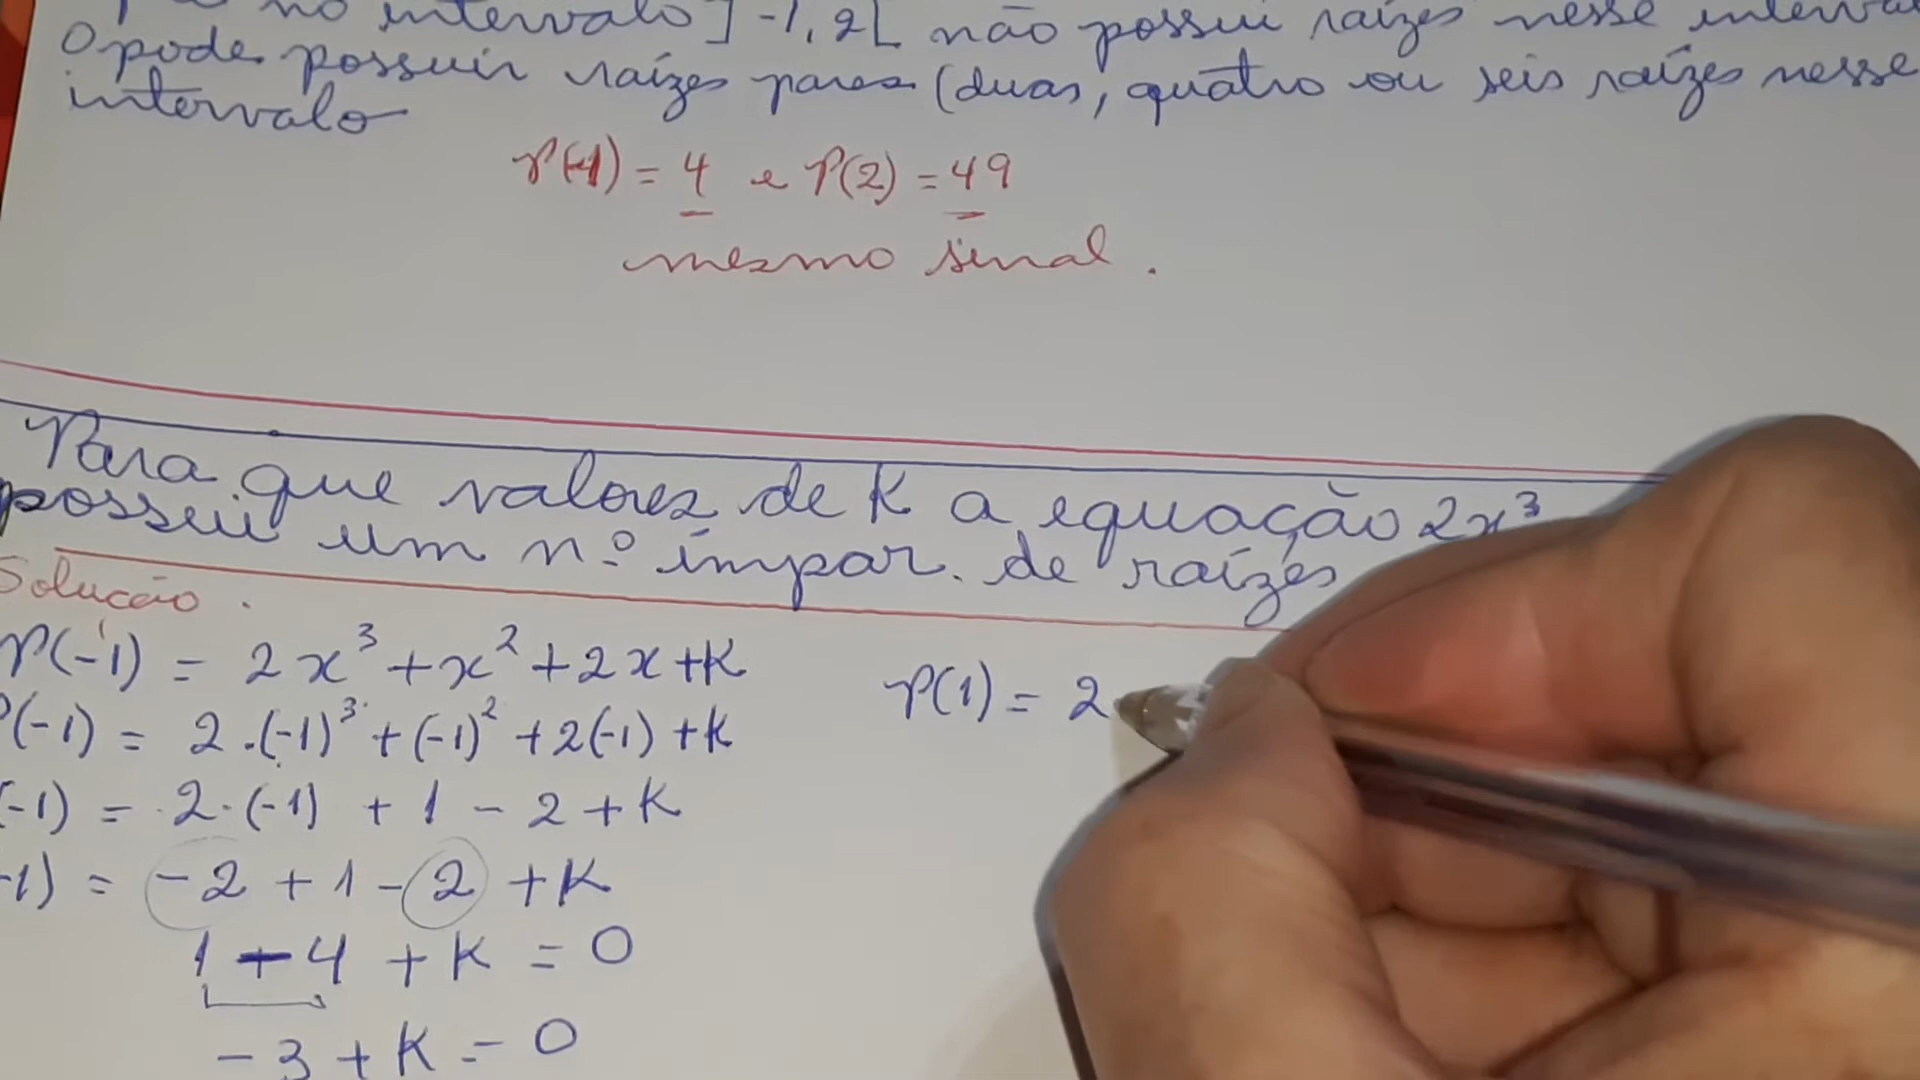 no intervalo ]-1, 2[ não possui raízes nesse interva
O pode possuir raízes pares (duas, quatro ou seis raízes nesse
intervalo
P(-1) = 4 e P(2) = 49
mesmo sinal.
Para que valores de K a equação 2x³
possui um n.º ímpar. de raízes
Solução.
P(-1) = 2x³ + x² + 2x + K
P(-1) = 2.(-1)³ + (-1)² + 2(-1) + K
(-1) = 2.(-1) + 1 - 2 + K
-1) = -2 + 1 - 2 + K
1 - 4 + K = 0
-3 + K = 0
P(1) = 2